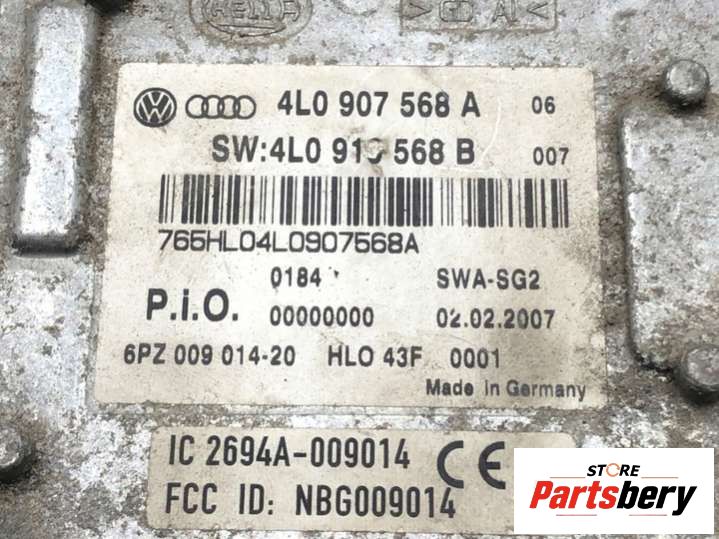 HELLA
4L0 907 568 A 06
SW:4L0 910 568 B 007
765HL04L0907568A
0184 SWA-SG2
P.i.O. 00000000 02.02.2007
6PZ 009 014-20 HLO 43F 0001
Made in Germany
IC 2694A-009014 CE
FCC ID: NBG009014
STORE
Partsbery